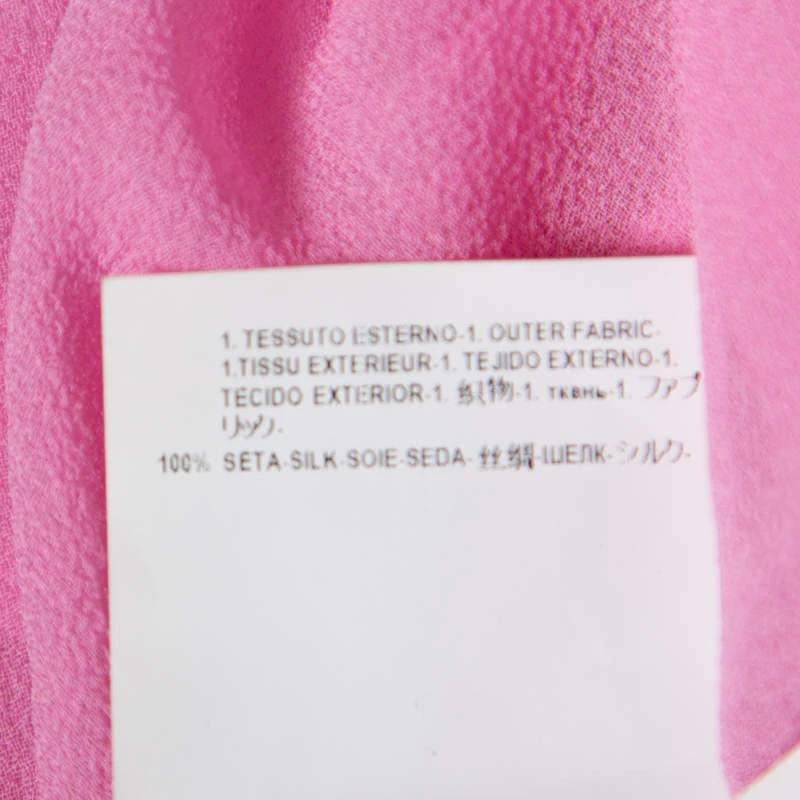 1. TESSUTO ESTERNO-1. OUTER FABRIC-
1.TISSU EXTERIEUR-1. TEJIDO EXTERNO-1.
TECIDO EXTERIOR-1. 織物-1. ткань-1. ファブ
リック-
100% SETA-SILK-SOIE-SEDA-丝绸-ШЕЛК-シルク-